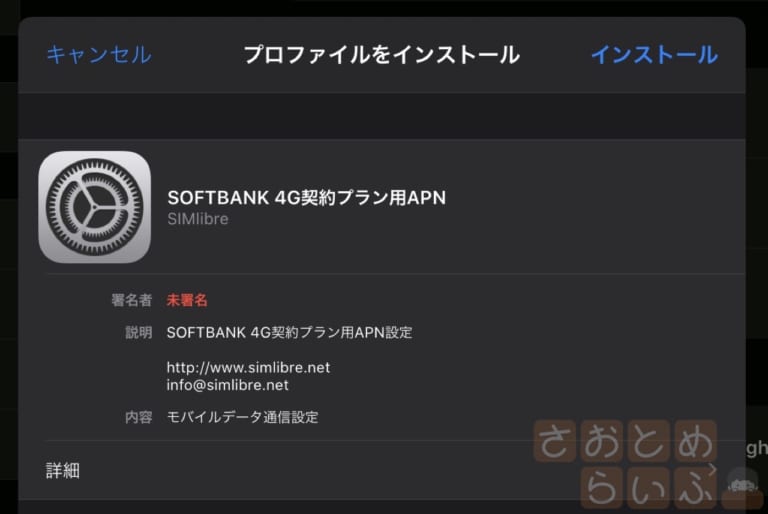 キャンセル プロファイルをインストール インストール
SOFTBANK 4G契約プラン用APN
SIMlibre
署名者 未署名
説明 SOFTBANK 4G契約プラン用APN設定
http://www.simlibre.net
info@simlibre.net
内容 モバイルデータ通信設定
詳細
さおとめ
らいふ
gh